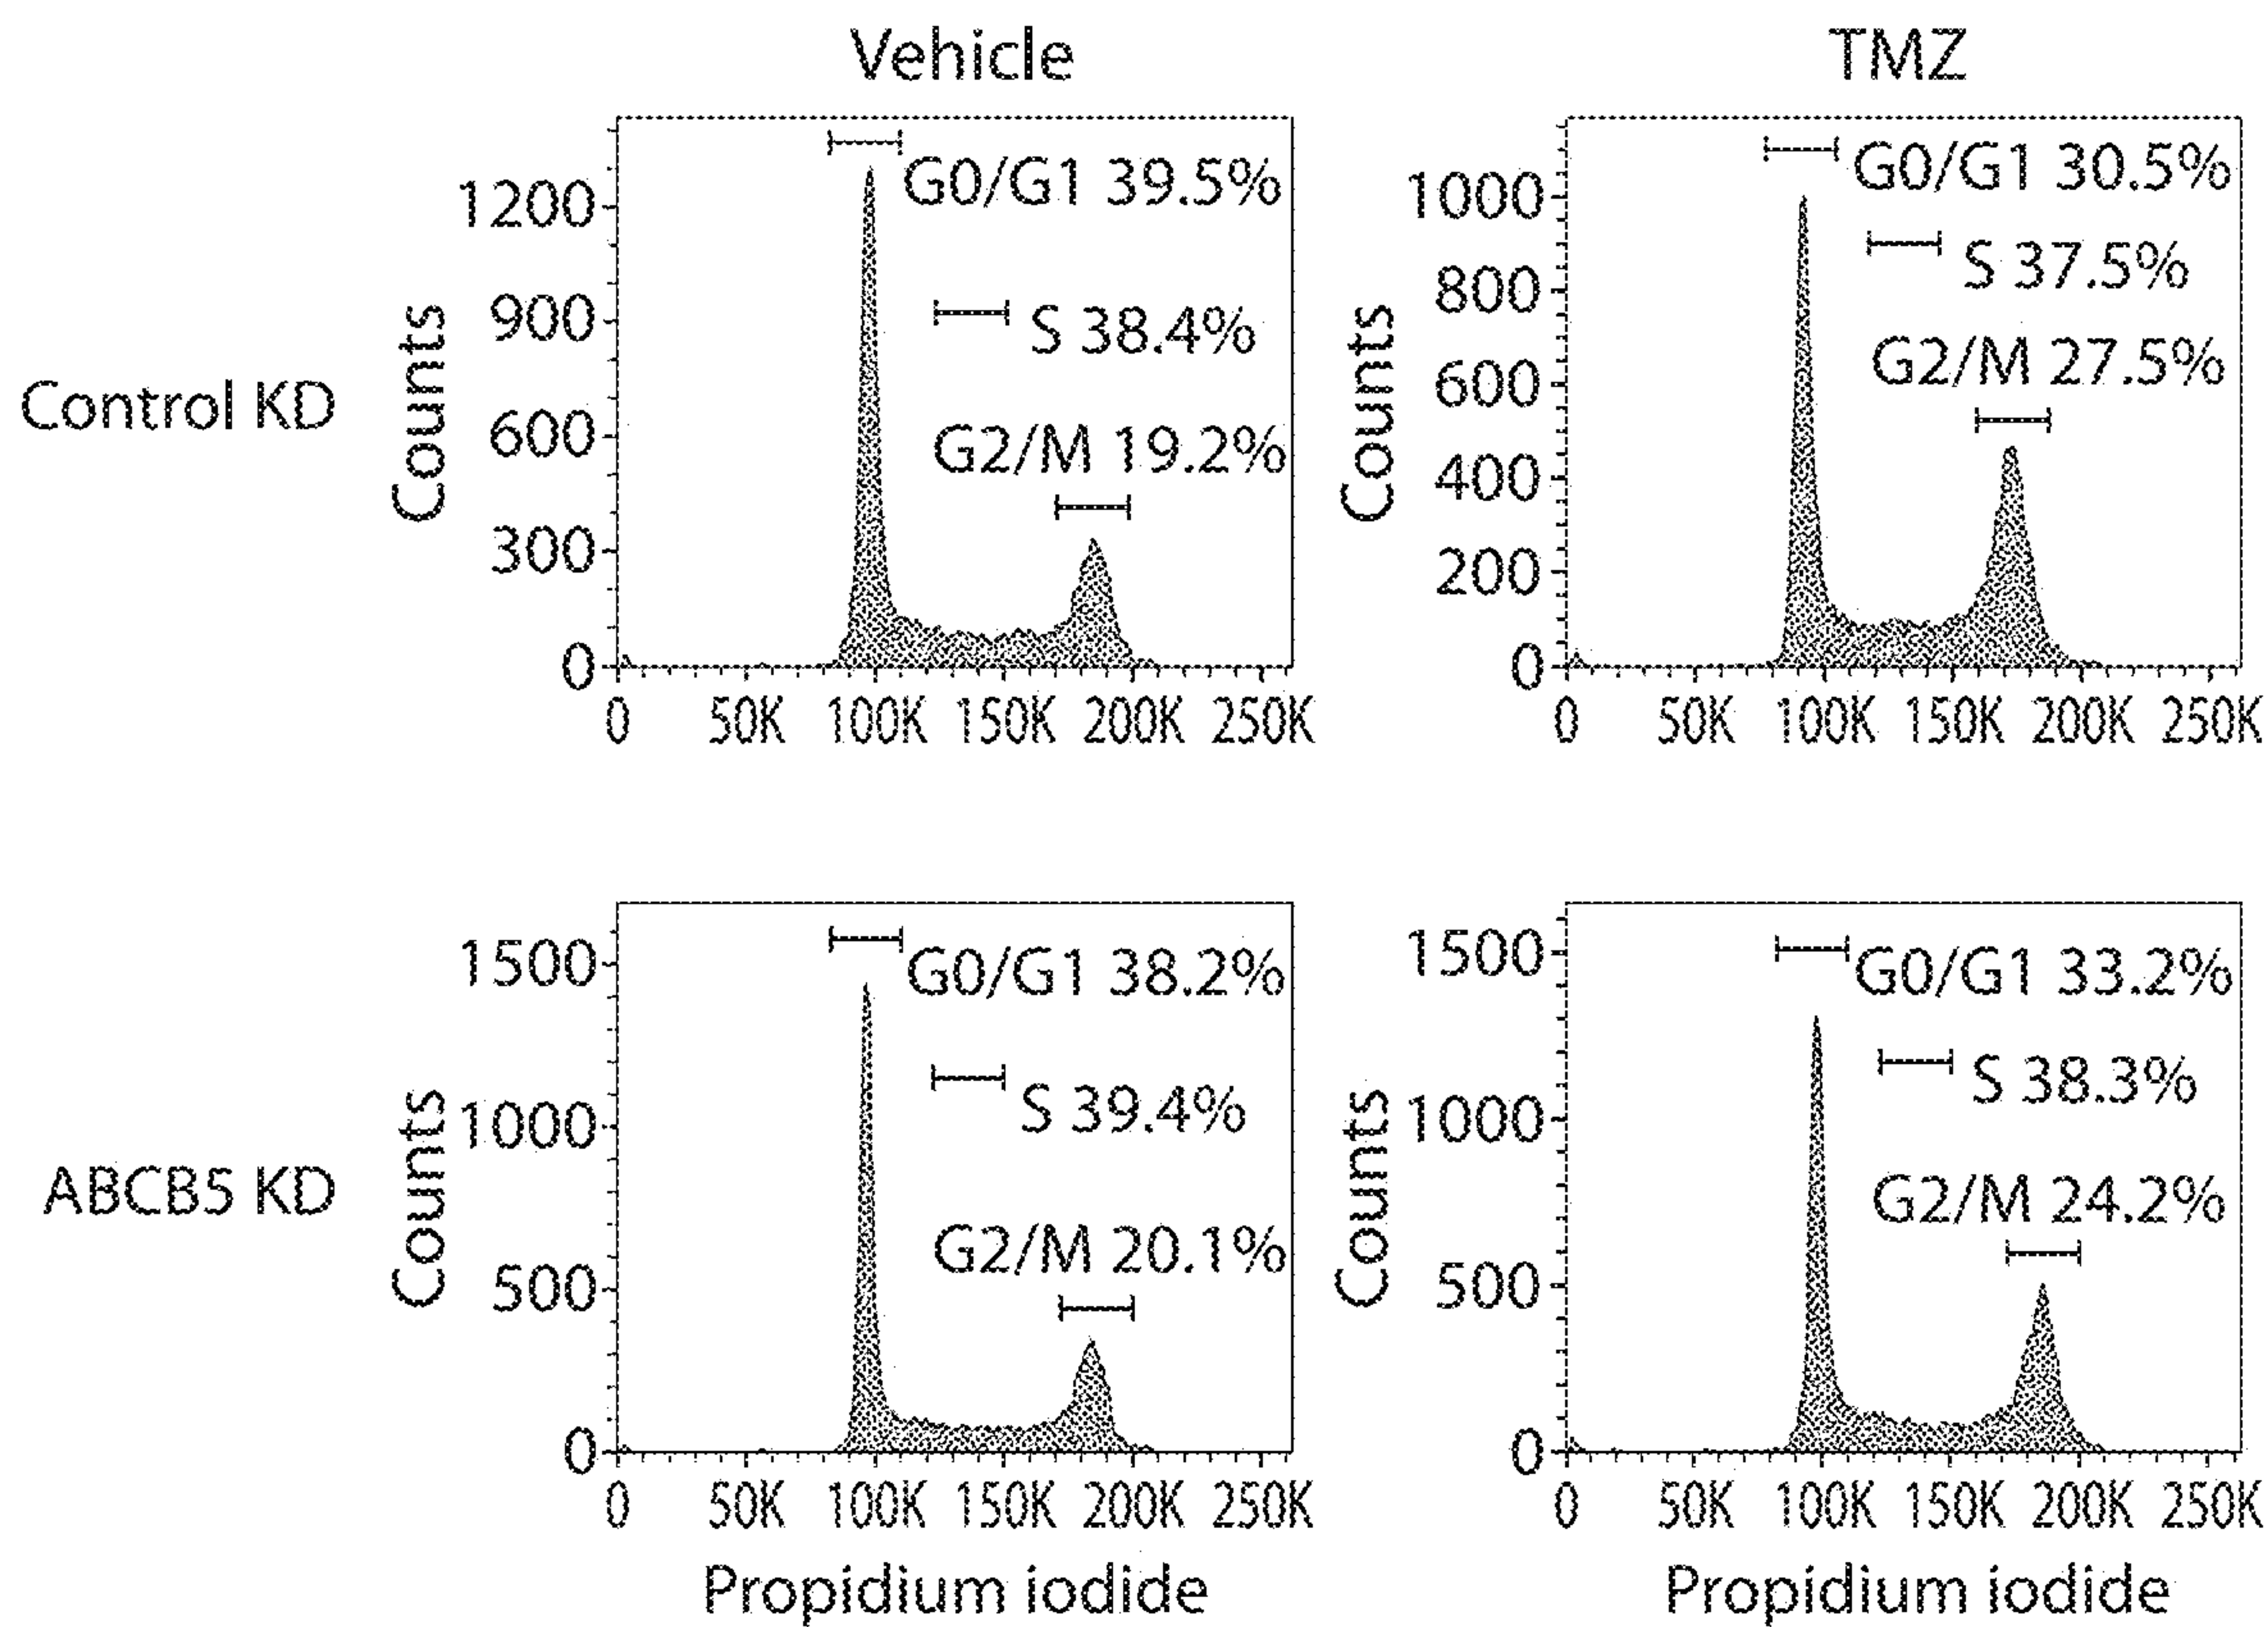 Vehicle
TMZ
Control KD
Counts
1200
900
600
300
0
G0/G1 39.5%
S 38.4%
G2/M 19.2%
0 50K 100K 150K 200K 250K
Counts
1000
800
600
400
200
0
G0/G1 30.5%
S 37.5%
G2/M 27.5%
0 50K 100K 150K 200K 250K
ABCB5 KD
Counts
1500
1000
500
0
G0/G1 38.2%
S 39.4%
G2/M 20.1%
0 50K 100K 150K 200K 250K
Propidium iodide
Counts
1500
1000
500
0
G0/G1 33.2%
S 38.3%
G2/M 24.2%
0 50K 100K 150K 200K 250K
Propidium iodide